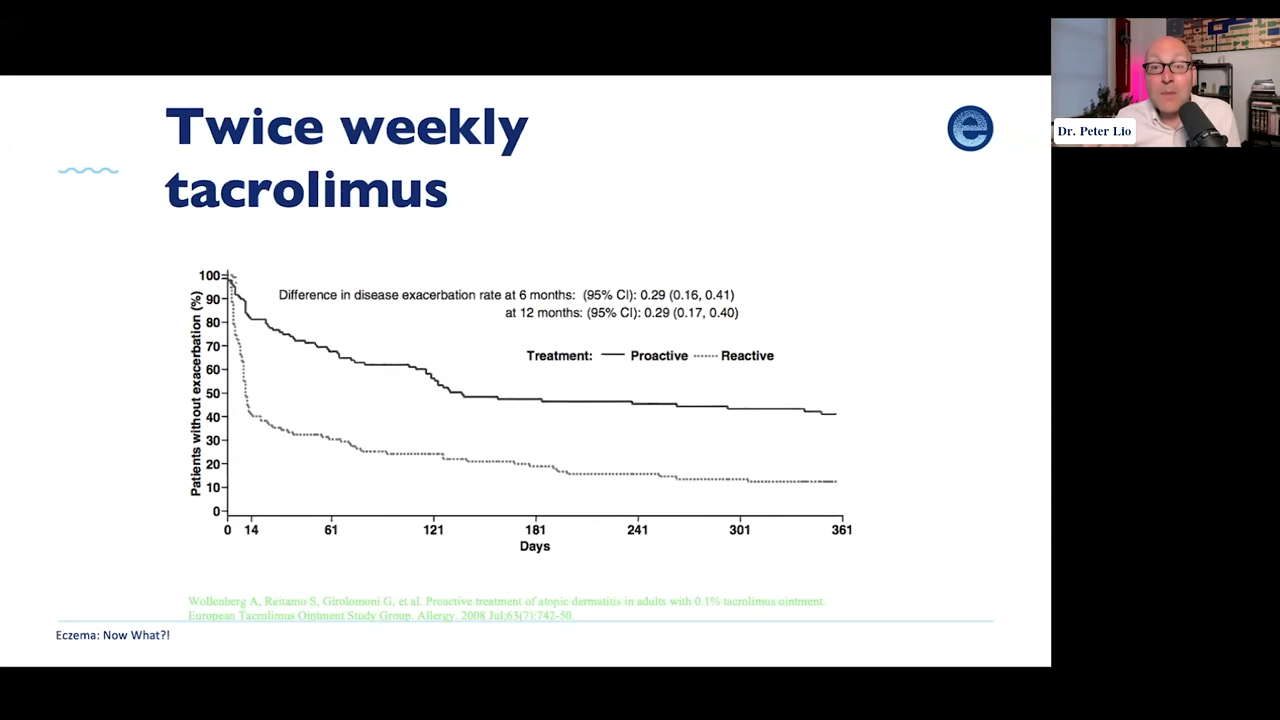 Twice weekly
tacrolimus
e
Dr. Peter Lio
Patients without exacerbation (%)
100
90
80
70
60
50
40
30
20
10
0
Difference in disease exacerbation rate at 6 months: (95% CI): 0.29 (0.16, 0.41)
at 12 months: (95% CI): 0.29 (0.17, 0.40)
Treatment: Proactive Reactive
0 14 61 121 181 241 301 361
Days
Wollenberg A, Reitamo S, Girolomoni G, et al. Proactive treatment of atopic dermatitis in adults with 0.1% tacrolimus ointment.
European Tacrolimus Ointment Study Group. Allergy. 2008 Jul;63(7):742-50.
Eczema: Now What?!